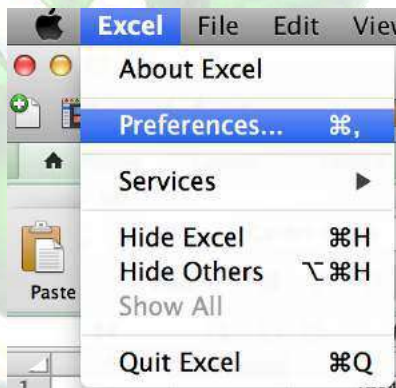 Excel File Edit View
About Excel
Preferences... ⌘,
Services ▶
Hide Excel ⌘H
Hide Others ⌥⌘H
Show All
Quit Excel ⌘Q
Paste
1